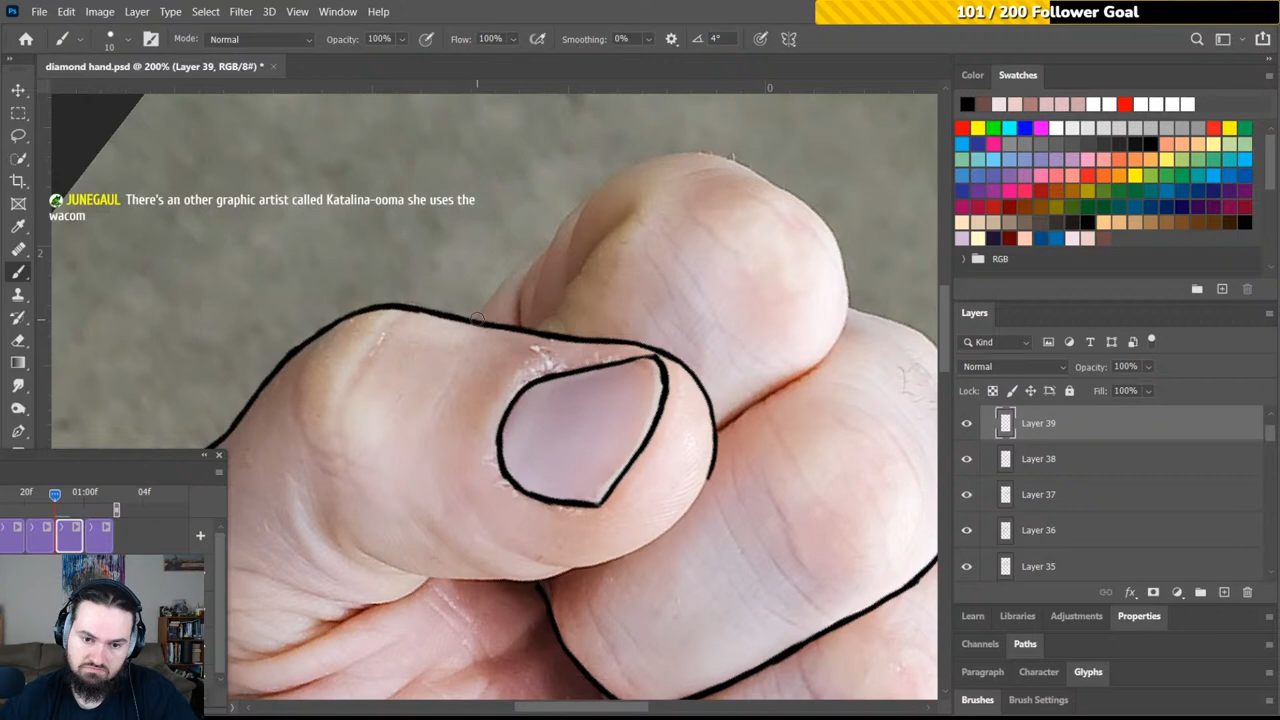 File Edit Image Layer Type Select Filter 3D View Window Help
101 / 200 Follower Goal
10 Mode: Normal Opacity: 100% Flow: 100% Smoothing: 0% 4°
diamond hand.psd @ 200% (Layer 39, RGB/8#) *
0
2
JUNEGAUL There's an other graphic artist called Katalina-ooma she uses the
wacom
20f 01:00f 04f
Color Swatches
RGB
Layers
Kind
Normal Opacity: 100%
Lock: Fill: 100%
Layer 39
Layer 38
Layer 37
Layer 36
Layer 35
fx
Learn Libraries Adjustments Properties
Channels Paths
Paragraph Character Glyphs
Brushes Brush Settings